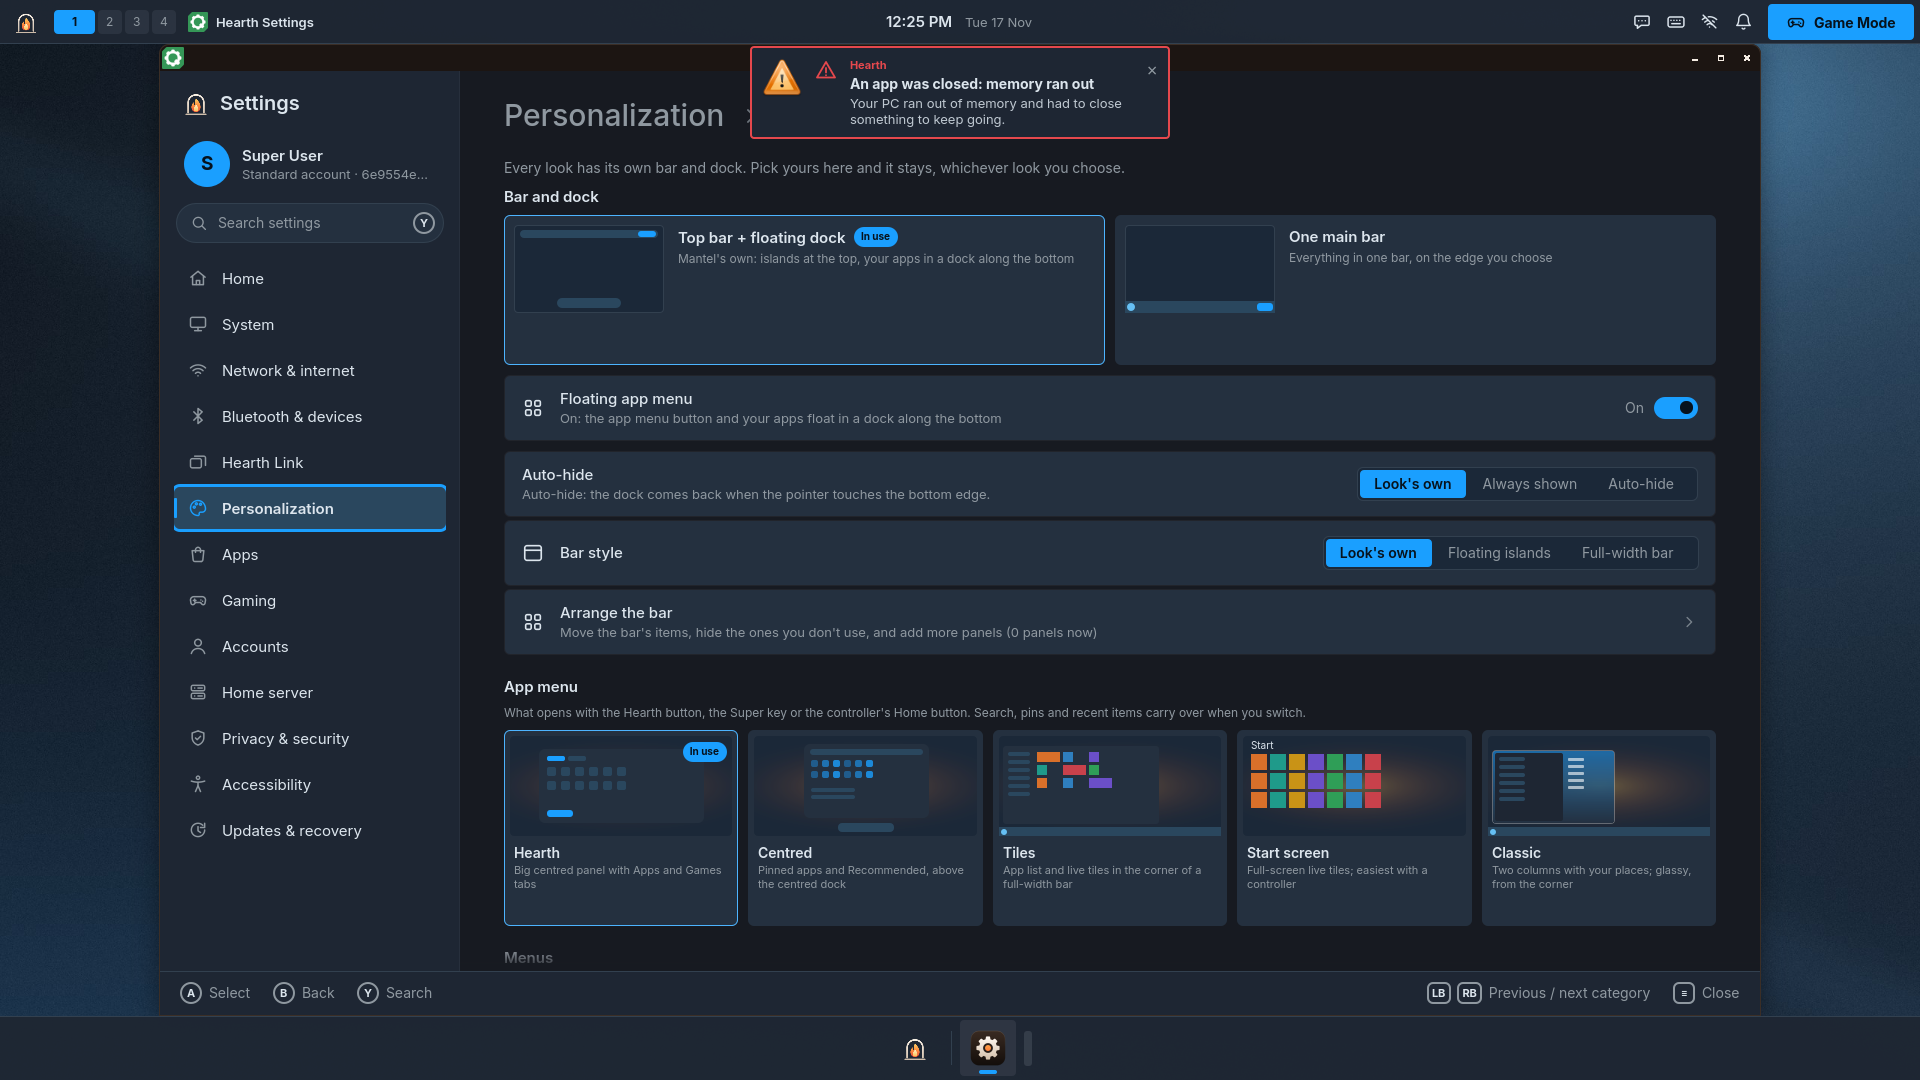 1 2 3 4 Hearth Settings
12:25 PM Tue 17 Nov
Game Mode
Hearth
An app was closed: memory ran out
Your PC ran out of memory and had to close
something to keep going.
Settings
S
Super User
Standard account · 6e9554e...
Search settings Y
Home
System
Network & internet
Bluetooth & devices
Hearth Link
Personalization
Apps
Gaming
Accounts
Home server
Privacy & security
Accessibility
Updates & recovery
Personalization
Every look has its own bar and dock. Pick yours here and it stays, whichever look you choose.
Bar and dock
Top bar + floating dock In use
Mantel's own: islands at the top, your apps in a dock along the bottom
One main bar
Everything in one bar, on the edge you choose
Floating app menu
On: the app menu button and your apps float in a dock along the bottom
On
Auto-hide
Auto-hide: the dock comes back when the pointer touches the bottom edge.
Look's own Always shown Auto-hide
Bar style
Look's own Floating islands Full-width bar
Arrange the bar
Move the bar's items, hide the ones you don't use, and add more panels (0 panels now)
App menu
What opens with the Hearth button, the Super key or the controller's Home button. Search, pins and recent items carry over when you switch.
In use
Hearth
Big centred panel with Apps and Games
tabs
Centred
Pinned apps and Recommended, above
the centred dock
Tiles
App list and live tiles in the corner of a
full-width bar
Start
Start screen
Full-screen live tiles; easiest with a
controller
Classic
Two columns with your places; glassy,
from the corner
Menus
A Select B Back Y Search
LB RB Previous / next category Close